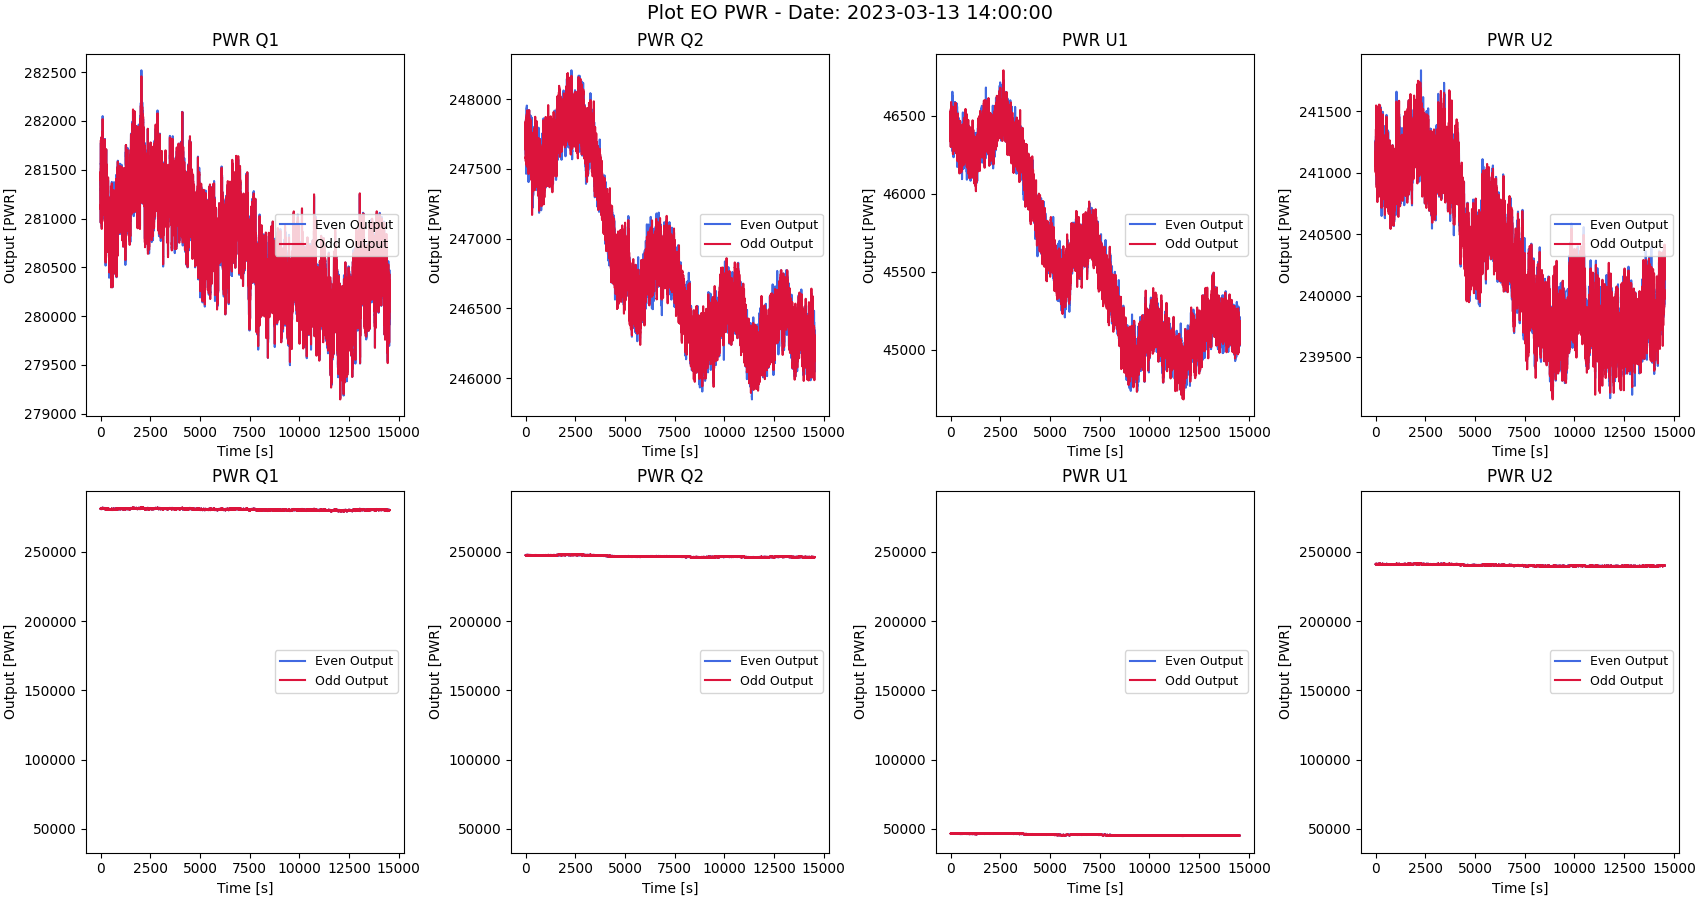 Plot EO PWR - Date: 2023-03-13 14:00:00
PWR Q1
Output [PWR]
282500
282000
281500
281000
280500
280000
279500
279000
Even Output
Odd Output
0 2500 5000 7500 10000 12500 15000
Time [s]
PWR Q2
Output [PWR]
248000
247500
247000
246500
246000
Even Output
Odd Output
0 2500 5000 7500 10000 12500 15000
Time [s]
PWR U1
Output [PWR]
46500
46000
45500
45000
Even Output
Odd Output
0 2500 5000 7500 10000 12500 15000
Time [s]
PWR U2
Output [PWR]
241500
241000
240500
240000
239500
Even Output
Odd Output
0 2500 5000 7500 10000 12500 15000
Time [s]
PWR Q1
Output [PWR]
250000
200000
150000
100000
50000
Even Output
Odd Output
0 2500 5000 7500 10000 12500 15000
Time [s]
PWR Q2
Output [PWR]
250000
200000
150000
100000
50000
Even Output
Odd Output
0 2500 5000 7500 10000 12500 15000
Time [s]
PWR U1
Output [PWR]
250000
200000
150000
100000
50000
Even Output
Odd Output
0 2500 5000 7500 10000 12500 15000
Time [s]
PWR U2
Output [PWR]
250000
200000
150000
100000
50000
Even Output
Odd Output
0 2500 5000 7500 10000 12500 15000
Time [s]